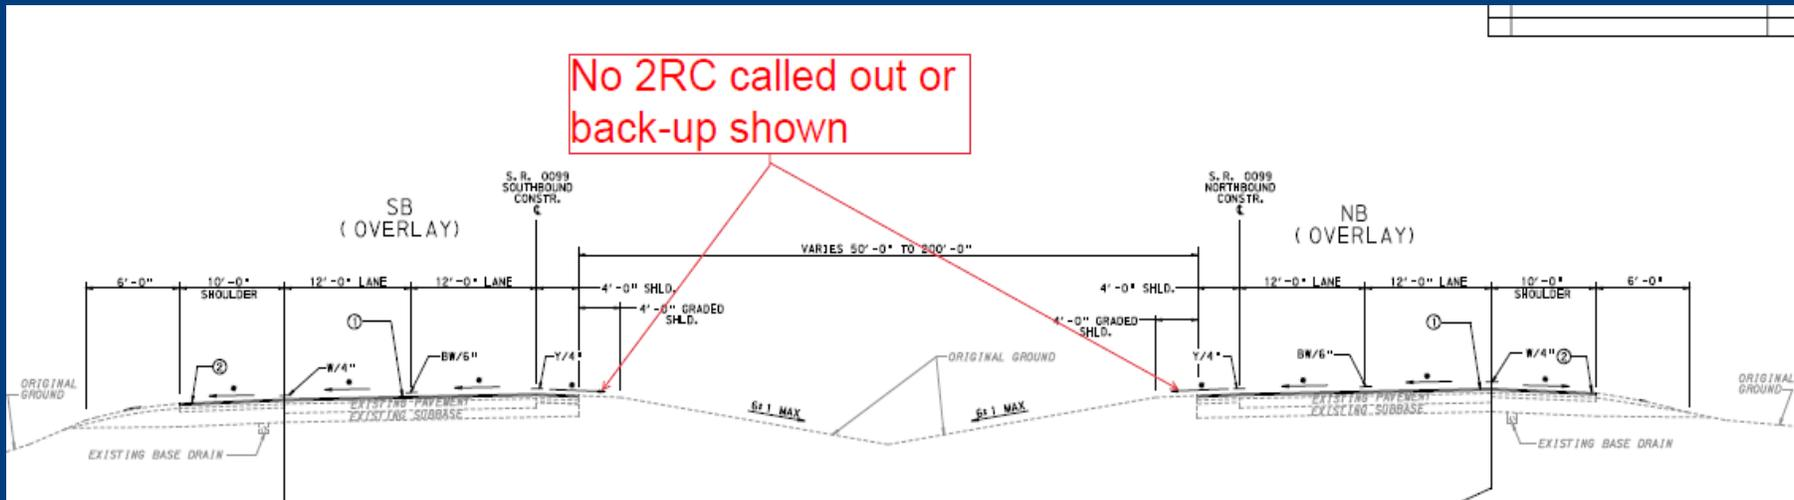 No 2RC called out or
back-up shown
S.R. 0099
SOUTHBOUND
CONSTR.
℄
S.R. 0099
NORTHBOUND
CONSTR.
℄
SB
(OVERLAY)
NB
(OVERLAY)
VARIES 50'-0" TO 200'-0"
6'-0"
10'-0"
SHOULDER
12'-0" LANE
12'-0" LANE
4'-0" SHLD.
4'-0" GRADED
SHLD.
4'-0" SHLD.
4'-0" GRADED
SHLD.
12'-0" LANE
12'-0" LANE
10'-0"
SHOULDER
6'-0"
1
2
W/4"
BW/6"
Y/4"
ORIGINAL GROUND
Y/4"
BW/6"
1
W/4"
2
ORIGINAL
GROUND
ORIGINAL
GROUND
EXISTING PAVEMENT
EXISTING SUBBASE
6:1 MAX
6:1 MAX
EXISTING PAVEMENT
EXISTING SUBBASE
EXISTING BASE DRAIN
EXISTING BASE DRAIN